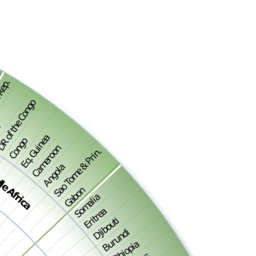 Rep.
DR of the Congo
Congo
Eq. Guinea
Cameroon
Angola
Sao Tome & Prin.
Gabon
Somalia
Eritrea
Djibouti
Burundi
Ethiopia
Africa